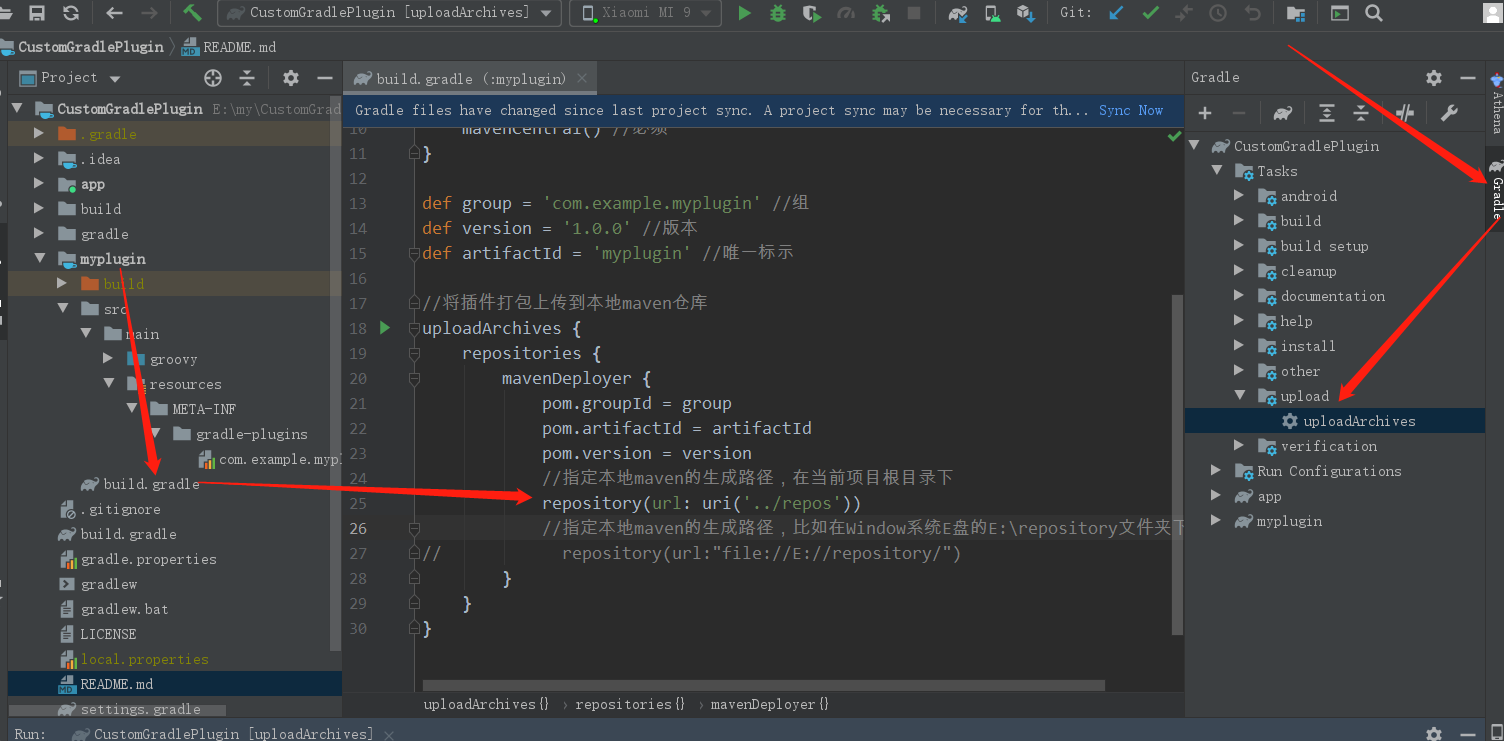 CustomGradlePlugin [uploadArchives]
Xiaomi MI 9
Git:
CustomGradlePlugin
README.md
Project
build.gradle (:myplugin)
Gradle files have changed since last project sync. A project sync may be necessary for th... Sync Now
CustomGradlePlugin E:\my\CustomGrad
.gradle
.idea
app
build
gradle
myplugin
build
src
main
groovy
resources
META-INF
gradle-plugins
com.example.mypl
build.gradle
.gitignore
build.gradle
gradle.properties
gradlew
gradlew.bat
LICENSE
local.properties
README.md
settings.gradle
10 mavenCentral() //必须
11 }
12
13 def group = 'com.example.myplugin' //组
14 def version = '1.0.0' //版本
15 def artifactId = 'myplugin' //唯一标示
16
17 //将插件打包上传到本地maven仓库
18 uploadArchives {
19 repositories {
20 mavenDeployer {
21 pom.groupId = group
22 pom.artifactId = artifactId
23 pom.version = version
24 //指定本地maven的生成路径，在当前项目根目录下
25 repository(url: uri('../repos'))
26 //指定本地maven的生成路径，比如在Window系统E盘的E:\repository文件夹下
27 // repository(url:"file://E://repository/")
28 }
29 }
30 }
uploadArchives{} › repositories{} › mavenDeployer{}
Gradle
CustomGradlePlugin
Tasks
android
build
build setup
cleanup
documentation
help
install
other
upload
uploadArchives
verification
Run Configurations
app
myplugin
Athena
Gradle
Run: CustomGradlePlugin [uploadArchives]